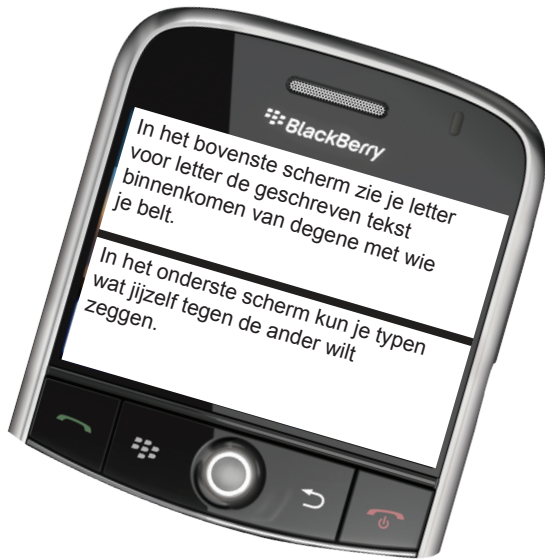 BlackBerry
In het bovenste scherm zie je letter
voor letter de geschreven tekst
binnenkomen van degene met wie
je belt.
In het onderste scherm kun je typen
wat jijzelf tegen de ander wilt
zeggen.